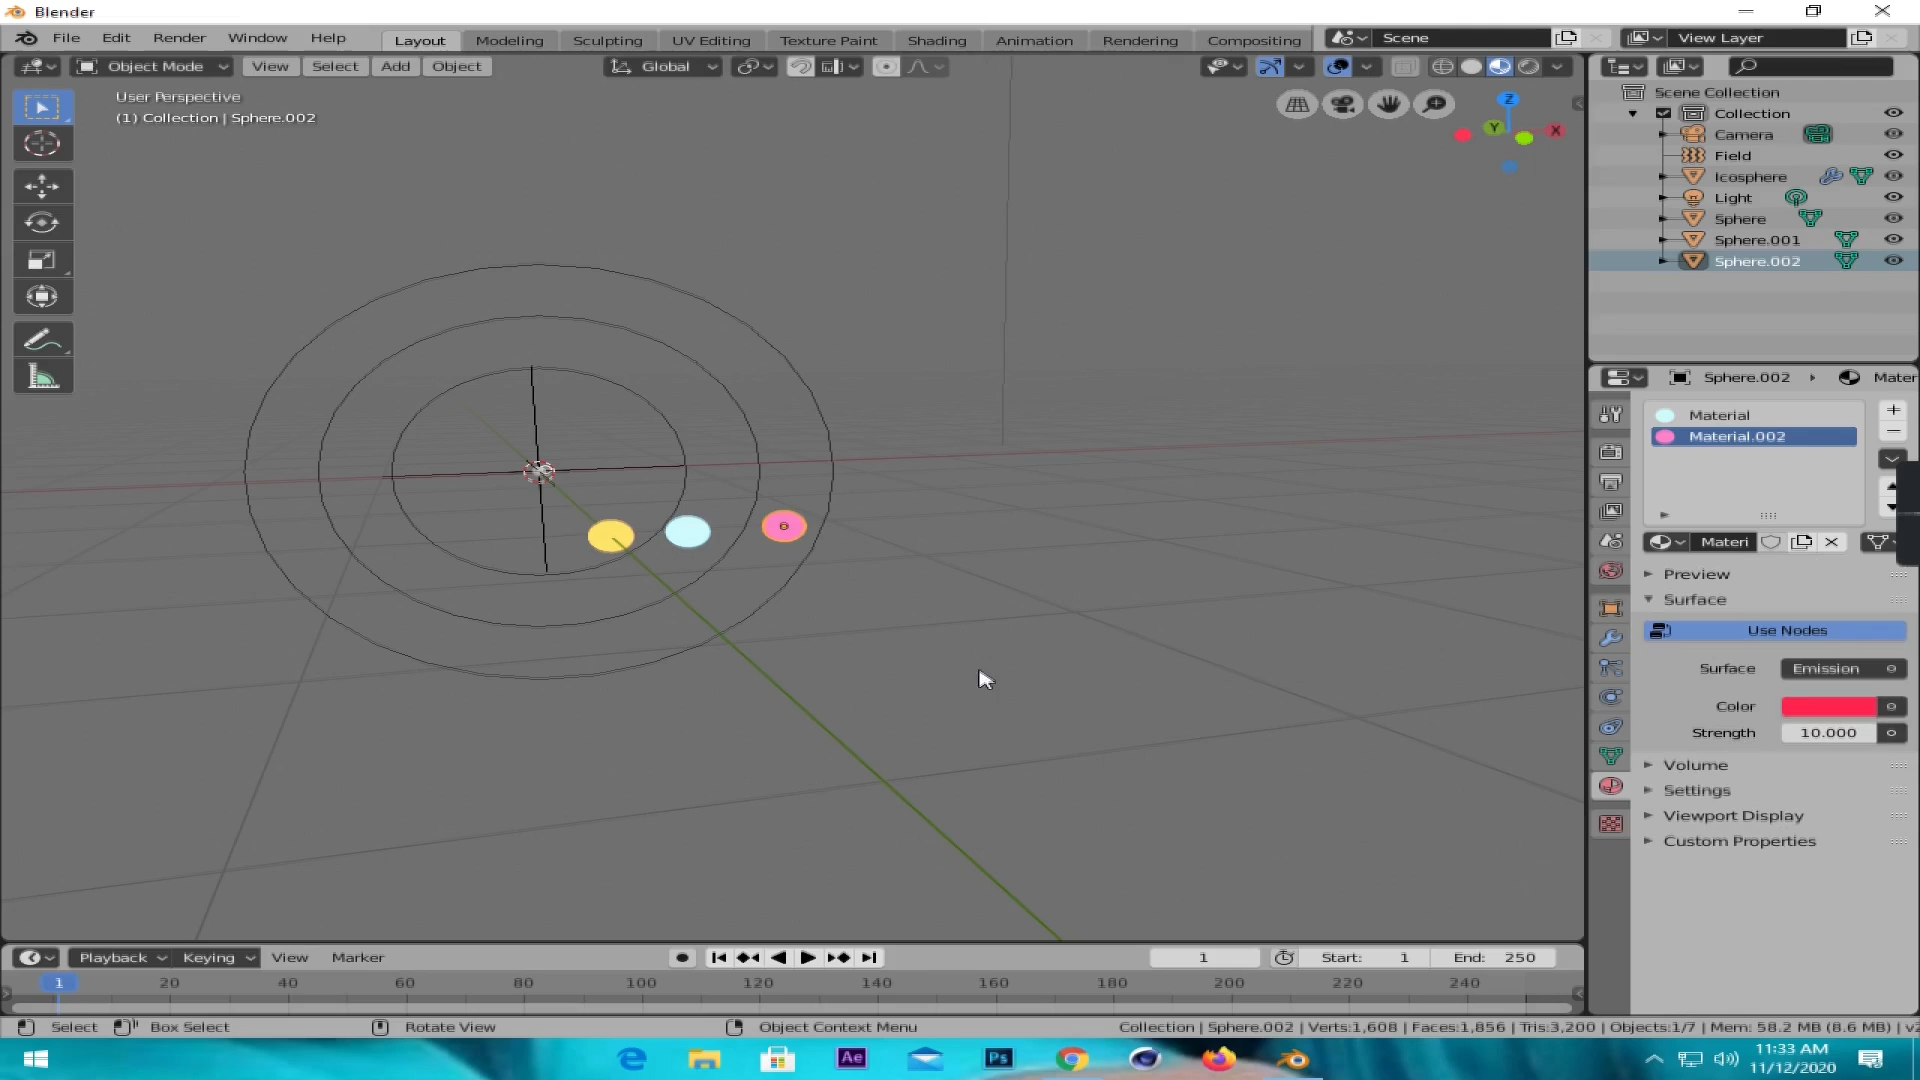 Blender
File Edit Render Window Help Layout Modeling Sculpting UV Editing Texture Paint Shading Animation Rendering Compositing Scene View Layer
Object Mode View Select Add Object Global
User Perspective
(1) Collection | Sphere.002
Z
Y X
Scene Collection
Collection
Camera
Field
Icosphere
Light
Sphere
Sphere.001
Sphere.002
Sphere.002 Mater
Material
Material.002
Materi
Preview
Surface
Use Nodes
Surface Emission
Color
Strength 10.000
Volume
Settings
Viewport Display
Custom Properties
Playback Keying View Marker 1 Start: 1 End: 250
1 20 40 60 80 100 120 140 160 180 200 220 240
Select Box Select Rotate View Object Context Menu Collection | Sphere.002 | Verts:1,608 | Faces:1,856 | Tris:3,200 | Objects:1/7 | Mem: 58.2 MB (8.6 MB) | v2
Ae Ps
11:33 AM
11/12/2020